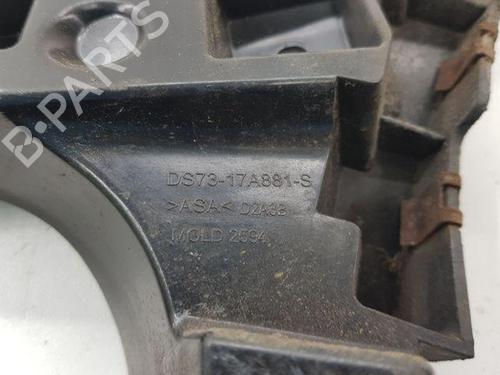 B-PARTS
DS73-17A881-S
>ASA< D2A3B
MOLD 2594